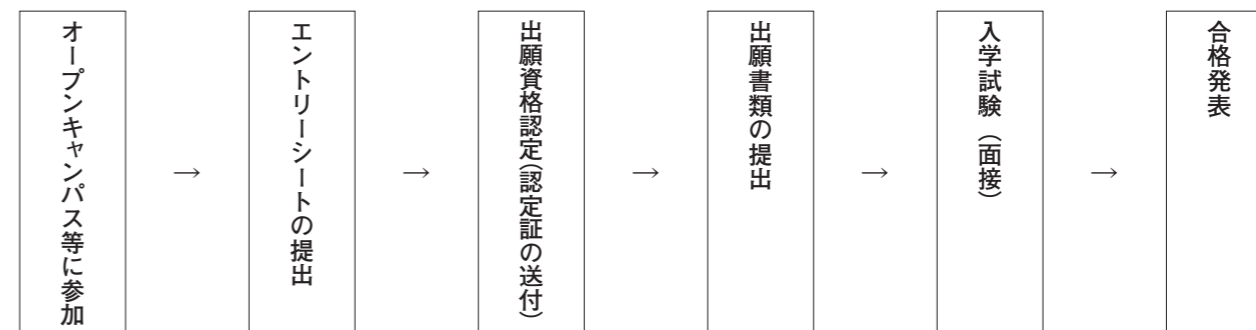 オープンキャンパス等に参加
→
エントリーシートの提出
→
出願資格認定(認定証の送付)
→
出願書類の提出
→
入学試験(面接)
→
合格発表